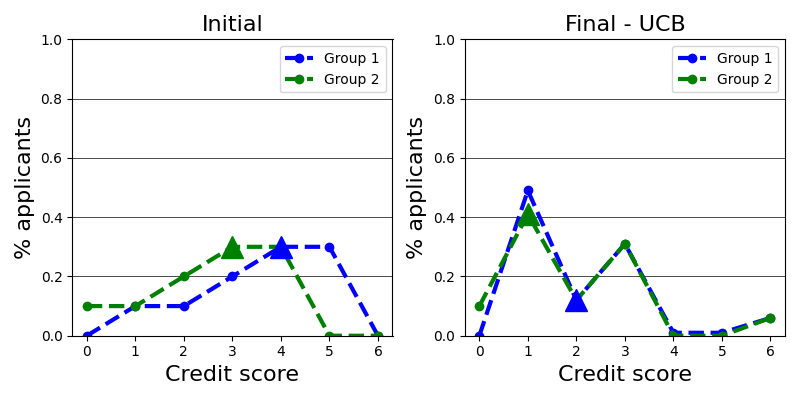 Initial
% applicants
1.0
0.8
0.6
0.4
0.2
0.0
Group 1
Group 2
0 1 2 3 4 5 6
Credit score
Final - UCB
% applicants
1.0
0.8
0.6
0.4
0.2
0.0
Group 1
Group 2
0 1 2 3 4 5 6
Credit score